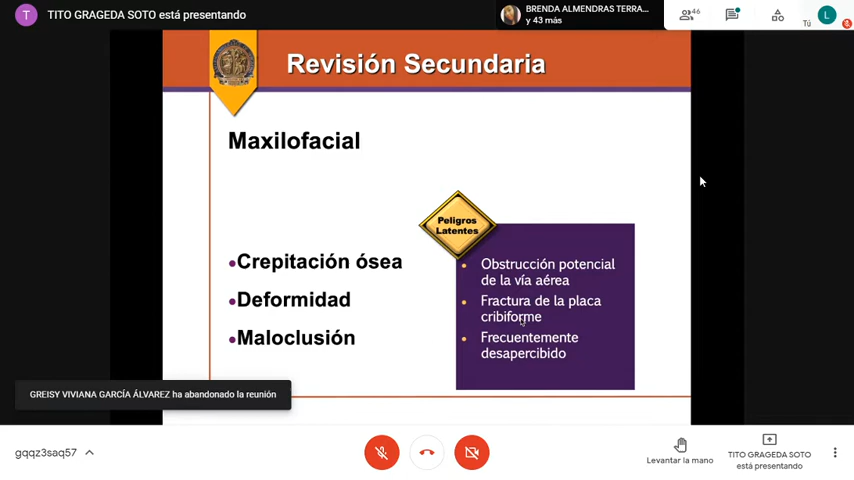 T TITO GRAGEDA SOTO está presentando
BRENDA ALMENDRAS TERRA...
y 43 más
46
Tú
L
Revisión Secundaria
Maxilofacial
Peligros
Latentes
•Crepitación ósea
•Deformidad
•Maloclusión
• Obstrucción potencial
de la vía aérea
• Fractura de la placa
cribiforme
• Frecuentemente
desapercibido
GREISY VIVIANA GARCÍA ÁLVAREZ ha abandonado la reunión
gqqz3saq57
Levantar la mano
TITO GRAGEDA SOTO
está presentando